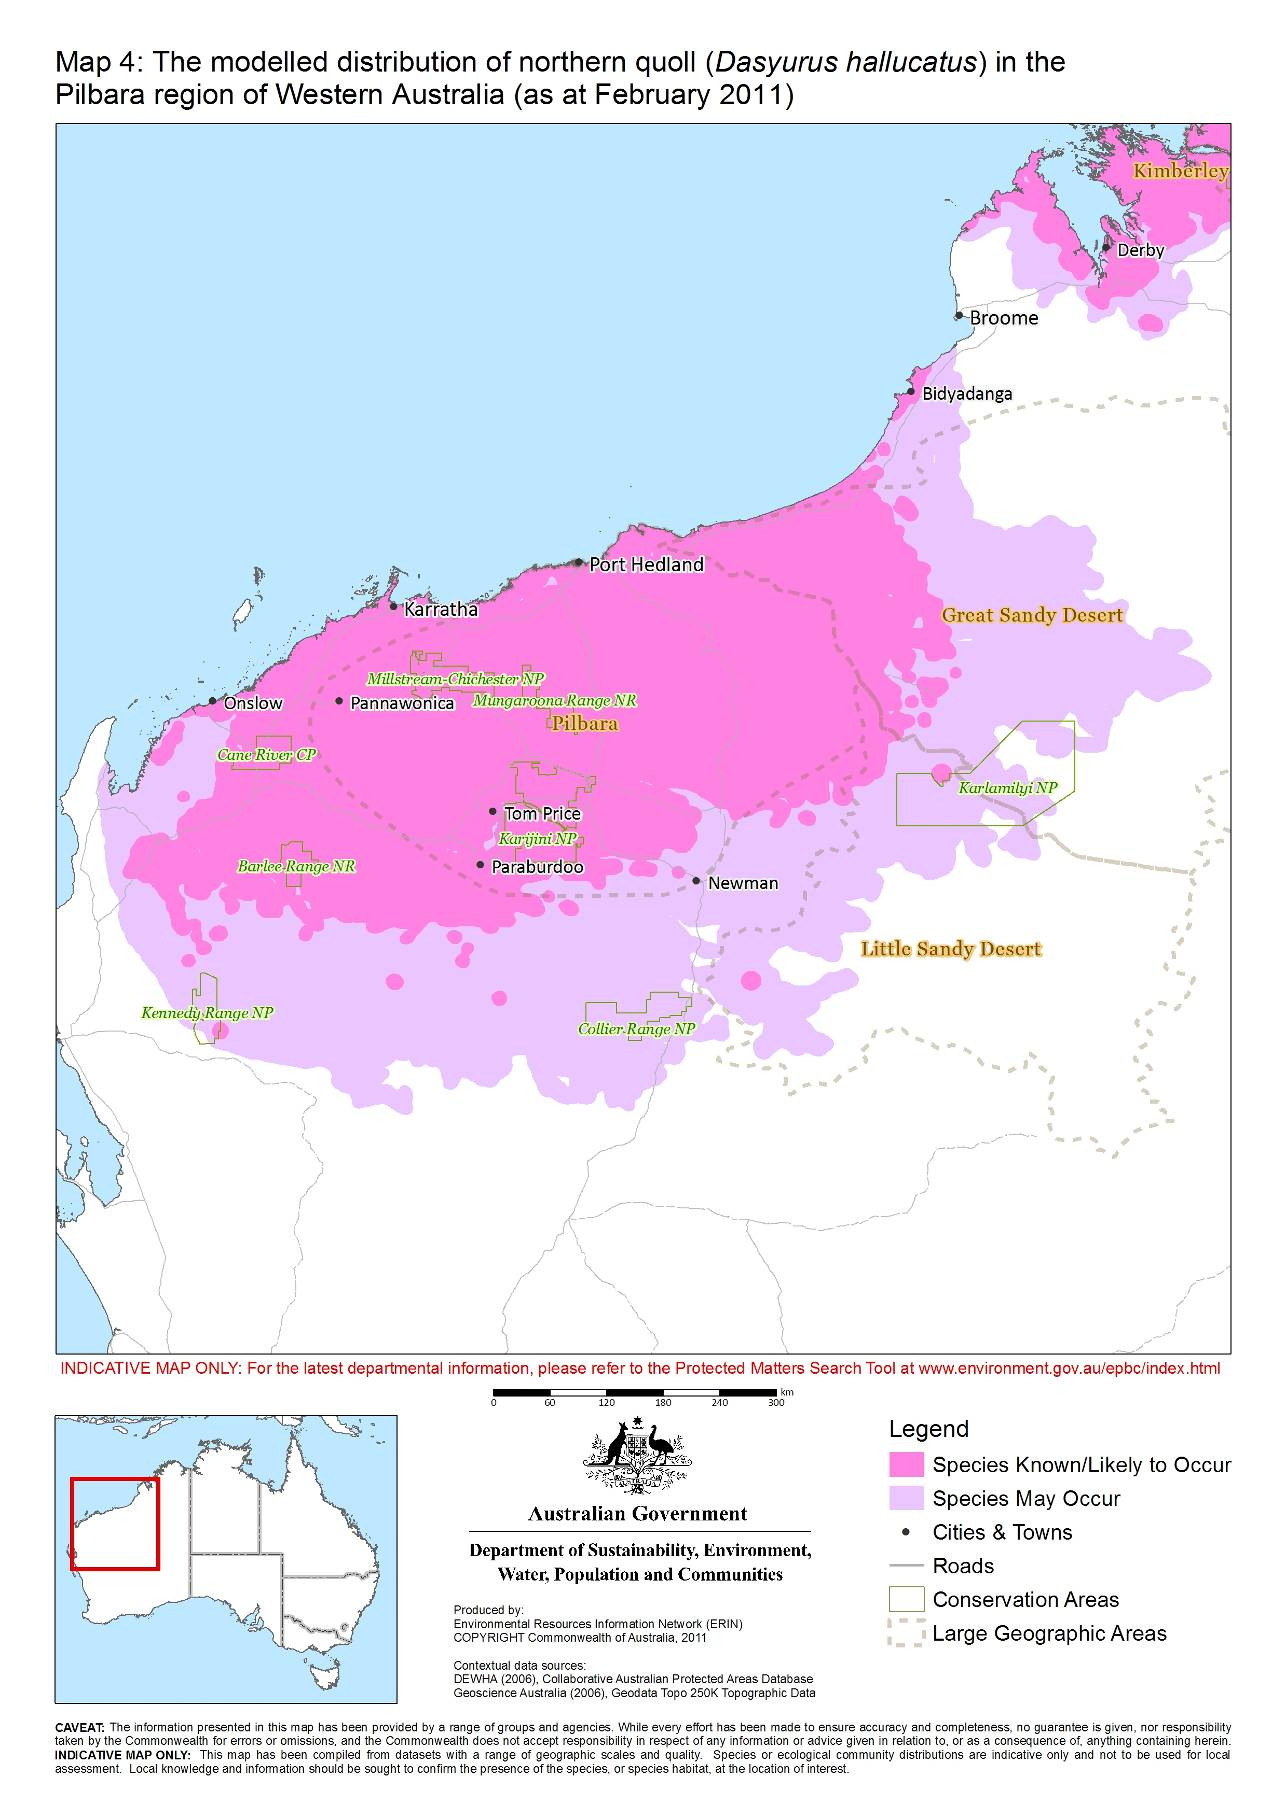 Map 4: The modelled distribution of northern quoll (Dasyurus hallucatus) in the
Pilbara region of Western Australia (as at February 2011)
Kimberley
Derby
Broome
Bidyadanga
Port Hedland
Karratha
Great Sandy Desert
Millstream-Chichester NP
Onslow
Pannawonica
Mungaroona Range NR
Pilbara
Cane River CP
Karlamilyi NP
Tom Price
Karijini NP
Barlee Range NR
Paraburdoo
Newman
Little Sandy Desert
Kennedy Range NP
Collier Range NP
INDICATIVE MAP ONLY: For the latest departmental information, please refer to the Protected Matters Search Tool at www.environment.gov.au/epbc/index.html
km
0 60 120 180 240 300
AUSTRALIA
Australian Government
Department of Sustainability, Environment,
Water, Population and Communities
Produced by:
Environmental Resources Information Network (ERIN)
COPYRIGHT Commonwealth of Australia, 2011
Contextual data sources:
DEWHA (2006), Collaborative Australian Protected Areas Database
Geoscience Australia (2006), Geodata Topo 250K Topographic Data
Legend
Species Known/Likely to Occur
Species May Occur
Cities & Towns
Roads
Conservation Areas
Large Geographic Areas
CAVEAT: The information presented in this map has been provided by a range of groups and agencies. While every effort has been made to ensure accuracy and completeness, no guarantee is given, nor responsibility
taken by the Commonwealth for errors or omissions, and the Commonwealth does not accept responsibility in respect of any information or advice given in relation to, or as a consequence of, anything containing herein.
INDICATIVE MAP ONLY: This map has been compiled from datasets with a range of geographic scales and quality. Species or ecological community distributions are indicative only and not to be used for local
assessment. Local knowledge and information should be sought to confirm the presence of the species, or species habitat, at the location of interest.